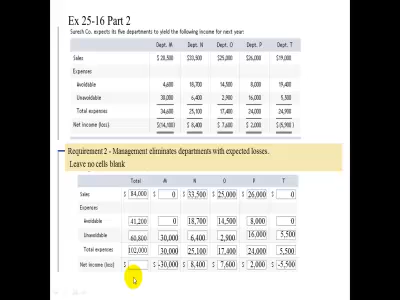 Ex 25-16 Part 2
Suresh Co. expects its five departments to yield the following income for next year:
Dept. M Dept. N Dept. O Dept. P Dept. T
Sales $ 20,500 $33,500 $25,000 $26,000 $19,000
Expenses
Avoidable 4,600 18,700 14,500 8,000 19,400
Unavoidable 30,000 6,400 2,900 16,000 5,500
Total expenses 34,600 25,100 17,400 24,000 24,900
Net income (loss) $(14,100) $ 8,400 $ 7,600 $ 2,000 $ (5,900)
Requirement 2 - Management eliminates departments with expected losses.
Leave no cells blank
Total M N O P T
Sales $ 84,000 $ 0 $ 33,500 $ 25,000 $ 26,000 $ 0
Expenses
Avoidable 41,200 0 18,700 14,500 8,000 0
Unavoidable 60,800 30,000 6,400 2,900 16,000 5,500
Total expenses 102,000 30,000 25,100 17,400 24,000 5,500
Net income (loss) $ $ -30,000 $ 8,400 $ 7,600 $ 2,000 $ -5,500